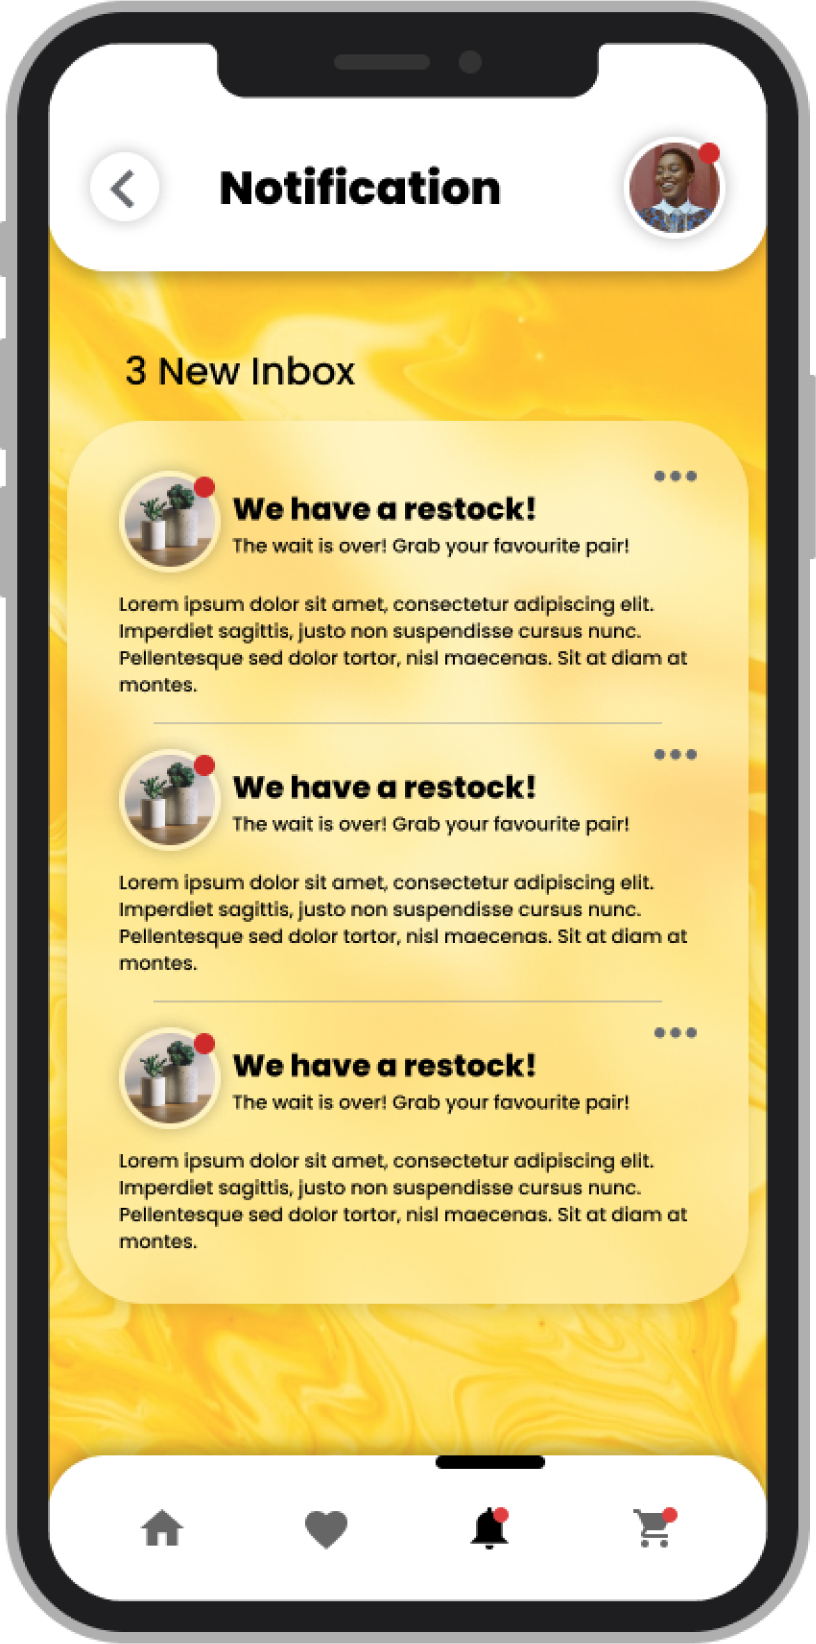 Notification
3 New Inbox
We have a restock!
The wait is over! Grab your favourite pair!
Lorem ipsum dolor sit amet, consectetur adipiscing elit.
Imperdiet sagittis, justo non suspendisse cursus nunc.
Pellentesque sed dolor tortor, nisl maecenas. Sit at diam at
montes.
We have a restock!
The wait is over! Grab your favourite pair!
Lorem ipsum dolor sit amet, consectetur adipiscing elit.
Imperdiet sagittis, justo non suspendisse cursus nunc.
Pellentesque sed dolor tortor, nisl maecenas. Sit at diam at
montes.
We have a restock!
The wait is over! Grab your favourite pair!
Lorem ipsum dolor sit amet, consectetur adipiscing elit.
Imperdiet sagittis, justo non suspendisse cursus nunc.
Pellentesque sed dolor tortor, nisl maecenas. Sit at diam at
montes.